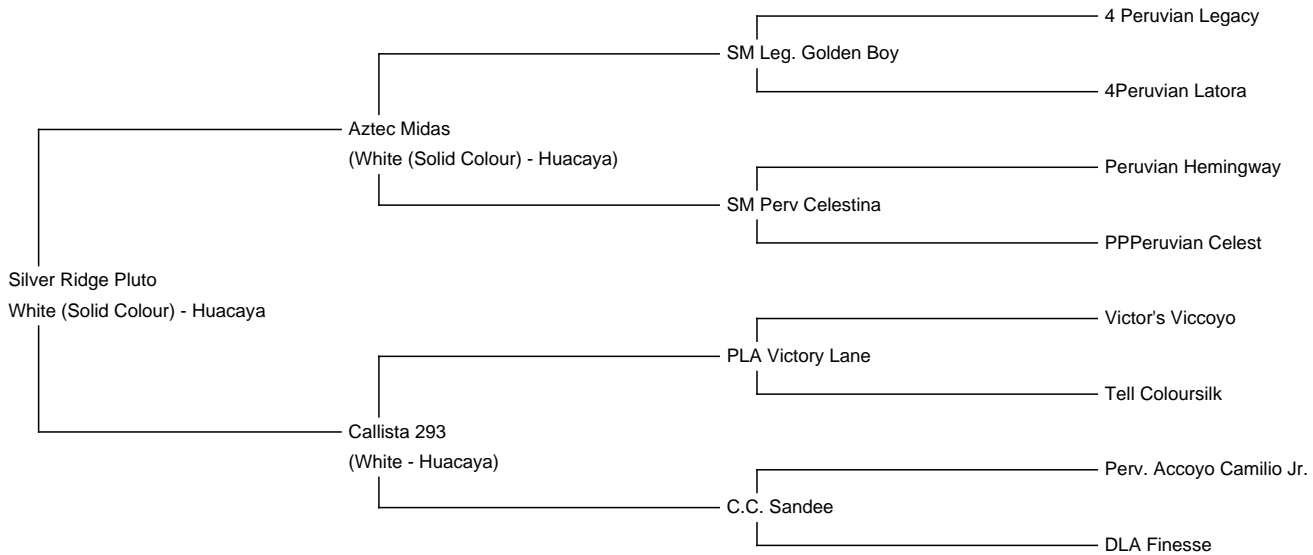 4 Peruvian Legacy
SM Leg. Golden Boy
4Peruvian Latora
Aztec Midas
(White (Solid Colour) - Huacaya)
Peruvian Hemingway
SM Perv Celestina
PPPeruvian Celest
Silver Ridge Pluto
White (Solid Colour) - Huacaya
Victor's Viccoyo
PLA Victory Lane
Tell Coloursilk
Callista 293
(White - Huacaya)
Perv. Accoyo Camilio Jr.
C.C. Sandee
DLA Finesse